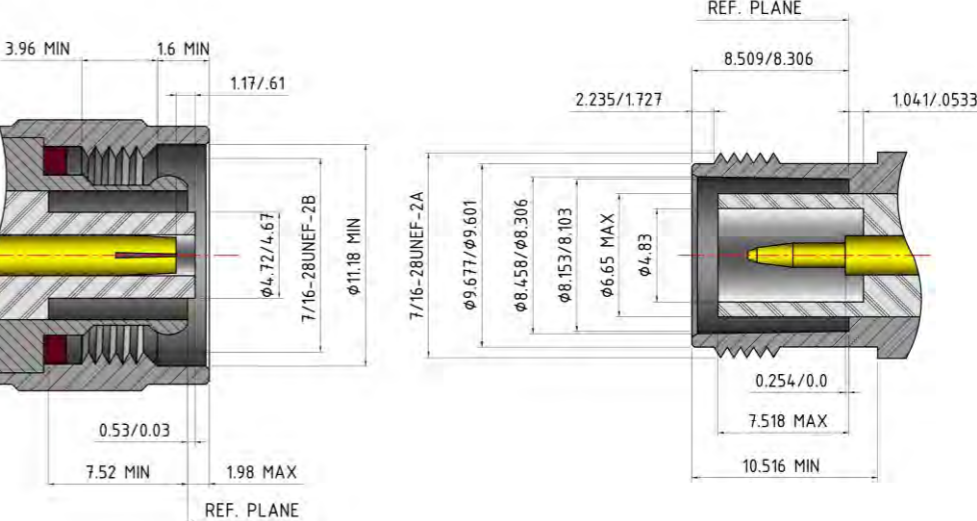 3.96 MIN
1.6 MIN
1.17/.61
ϕ4.72/4.67
7/16-28UNEF-2B
ϕ11.18 MIN
0.53/0.03
7.52 MIN
1.98 MAX
REF. PLANE
REF. PLANE
8.509/8.306
2.235/1.727
1.041/.0533
7/16-28UNEF-2A
ϕ9.677/ϕ9.601
ϕ8.458/ϕ8.306
ϕ8.153/8.103
ϕ6.65 MAX
ϕ4.83
0.254/0.0
7.518 MAX
10.516 MIN